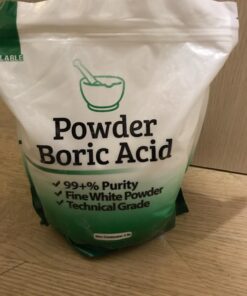 LABLE
Powder
Boric Acid
✓ 99+% Purity
✓ Fine White Powder
✓ Technical Grade